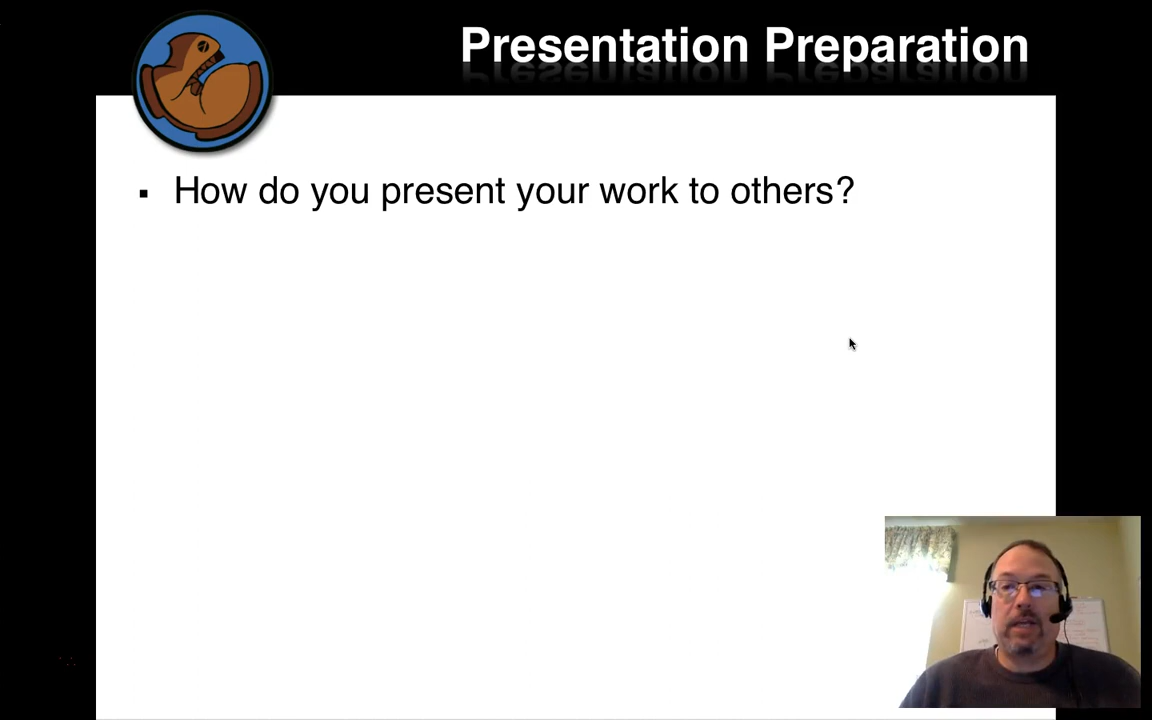 Presentation Preparation
▪ How do you present your work to others?